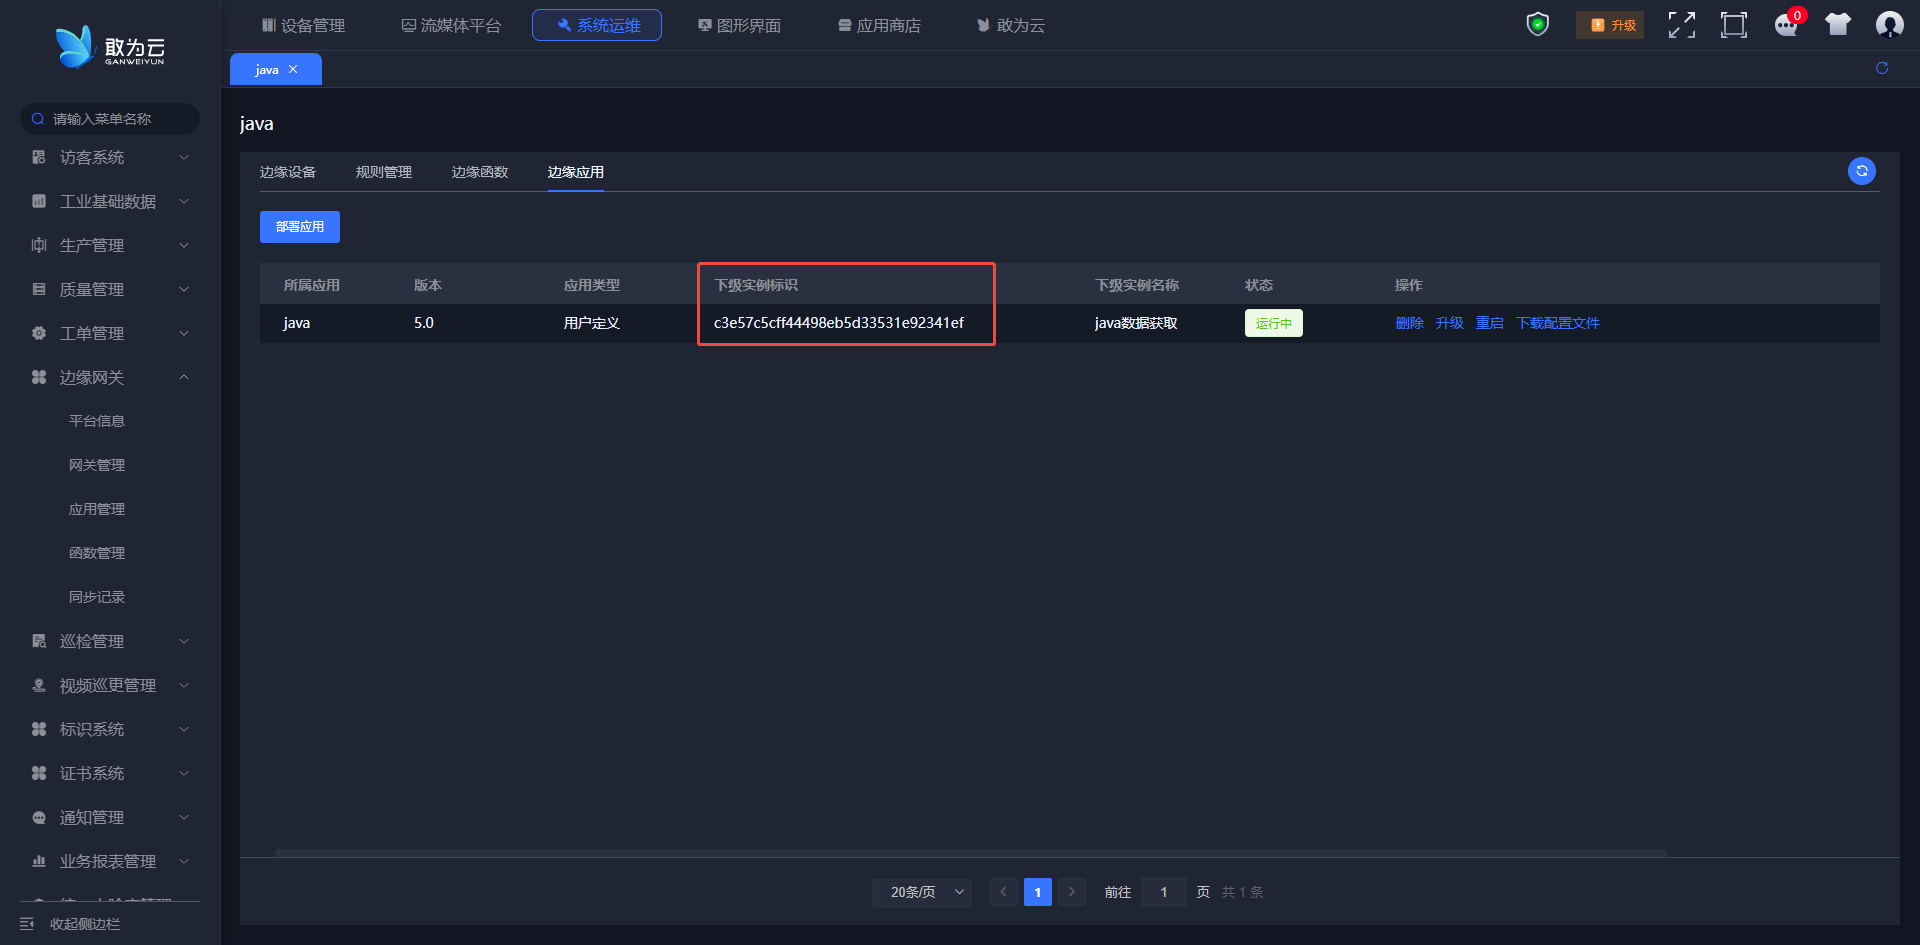 敢为云
GANWEIYUN
设备管理
流媒体平台
系统运维
图形界面
应用商店
敢为云
升级
0
java
请输入菜单名称
访客系统
工业基础数据
生产管理
质量管理
工单管理
边缘网关
平台信息
网关管理
应用管理
函数管理
同步记录
巡检管理
视频巡更管理
标识系统
证书系统
通知管理
业务报表管理
收起侧边栏
java
边缘设备 规则管理 边缘函数 边缘应用
部署应用
所属应用 版本 应用类型 下级实例标识 下级实例名称 状态 操作
java 5.0 用户定义 c3e57c5cff44498eb5d33531e92341ef java数据获取 运行中 删除 升级 重启 下载配置文件
20条/页 1 前往 1 页 共 1 条